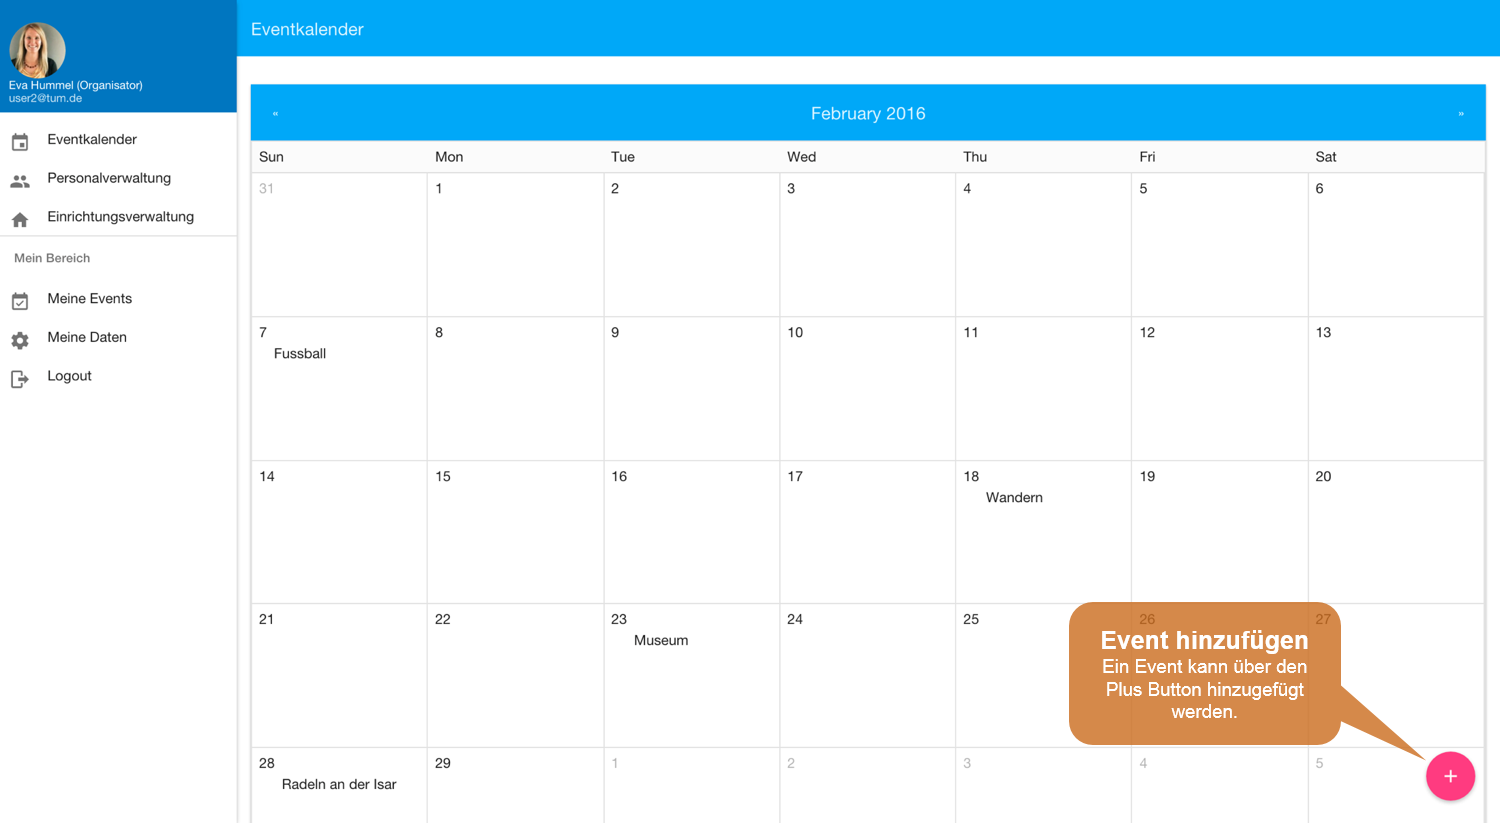 Eventkalender
Eva Hummel (Organisator)
user2@tum.de
Eventkalender
Personalverwaltung
Einrichtungsverwaltung
Mein Bereich
Meine Events
Meine Daten
Logout
« February 2016 »
Sun Mon Tue Wed Thu Fri Sat
31 1 2 3 4 5 6
7 8 9 10 11 12 13
Fussball
14 15 16 17 18 19 20
Wandern
21 22 23 24 25 26 27
Museum
Event hinzufügen
Ein Event kann über den
Plus Button hinzugefügt
werden.
28 29 1 2 3 4 5
Radeln an der Isar
+